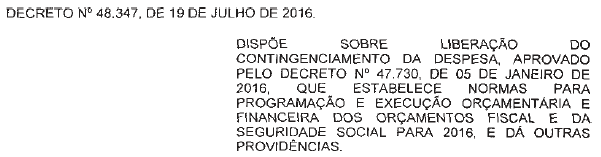 DECRETO Nº 48.347, DE 19 DE JULHO DE 2016.
DISPÕE SOBRE LIBERAÇÃO DO
CONTINGENCIAMENTO DA DESPESA, APROVADO
PELO DECRETO Nº 47.730, DE 05 DE JANEIRO DE
2016, QUE ESTABELECE NORMAS PARA
PROGRAMAÇÃO E EXECUÇÃO ORÇAMENTÁRIA E
FINANCEIRA DOS ORÇAMENTOS FISCAL E DA
SEGURIDADE SOCIAL PARA 2016, E DÁ OUTRAS
PROVIDÊNCIAS.